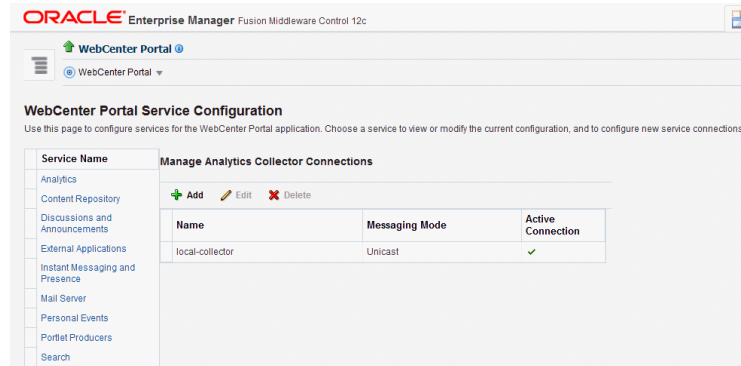 ORACLE Enterprise Manager Fusion Middleware Control 12c
WebCenter Portal
WebCenter Portal
WebCenter Portal Service Configuration
Use this page to configure services for the WebCenter Portal application. Choose a service to view or modify the current configuration, and to configure new service connections
Service Name
Analytics
Content Repository
Discussions and
Announcements
External Applications
Instant Messaging and
Presence
Mail Server
Personal Events
Portlet Producers
Search
Manage Analytics Collector Connections
Add Edit Delete
Name Messaging Mode Active
Connection
local-collector Unicast